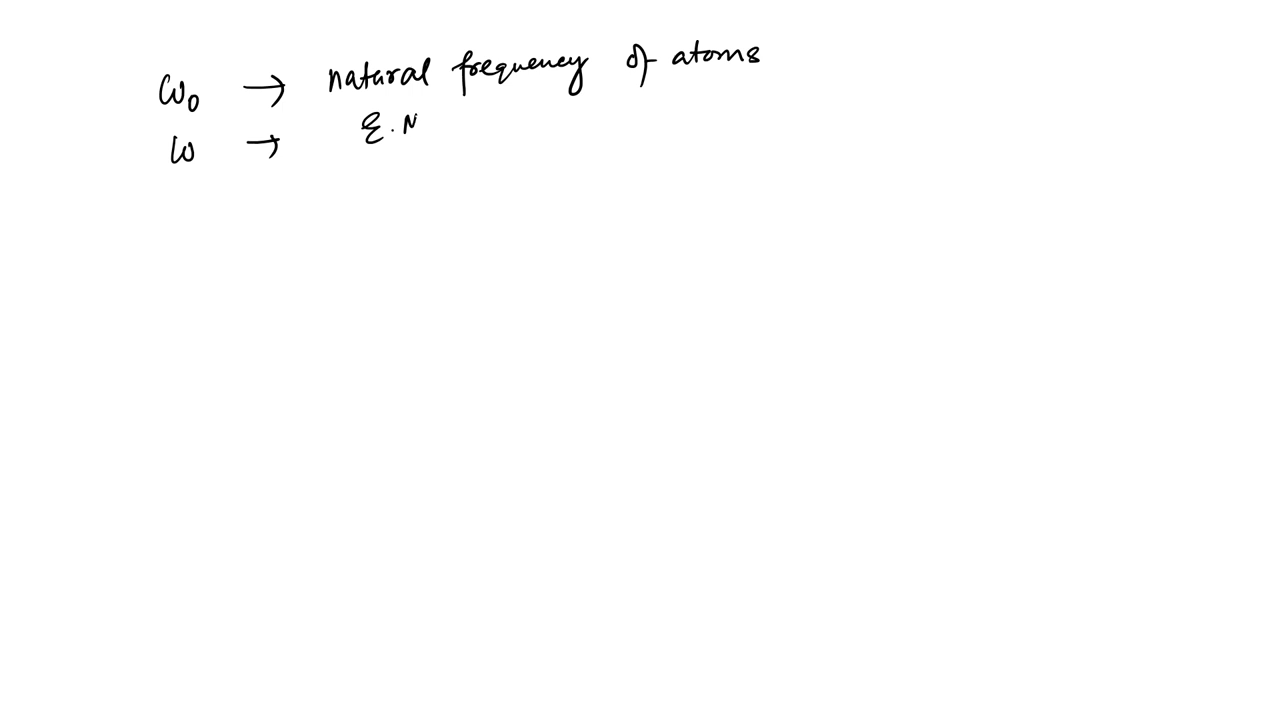 ω₀ → natural frequency of atoms
ω → E.N